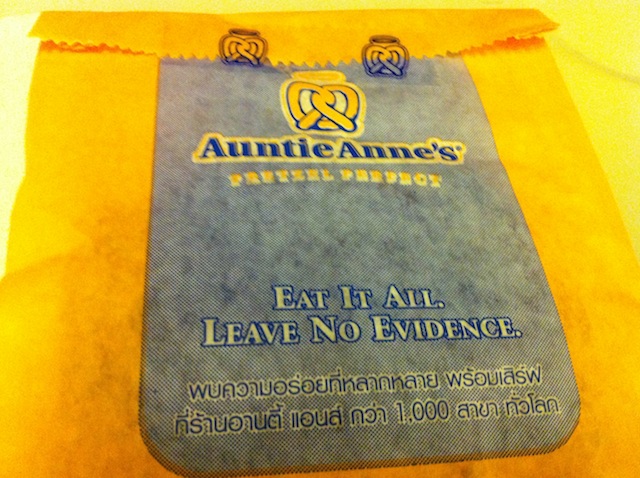 Auntie Anne's®
PRETZEL PERFECT
EAT IT ALL.
LEAVE NO EVIDENCE.
พบความอร่อยที่หลากหลาย พร้อมเสิร์ฟ
ที่ร้านอานตี้ แอนส์ กว่า 1,000 สาขา ทั่วโลก